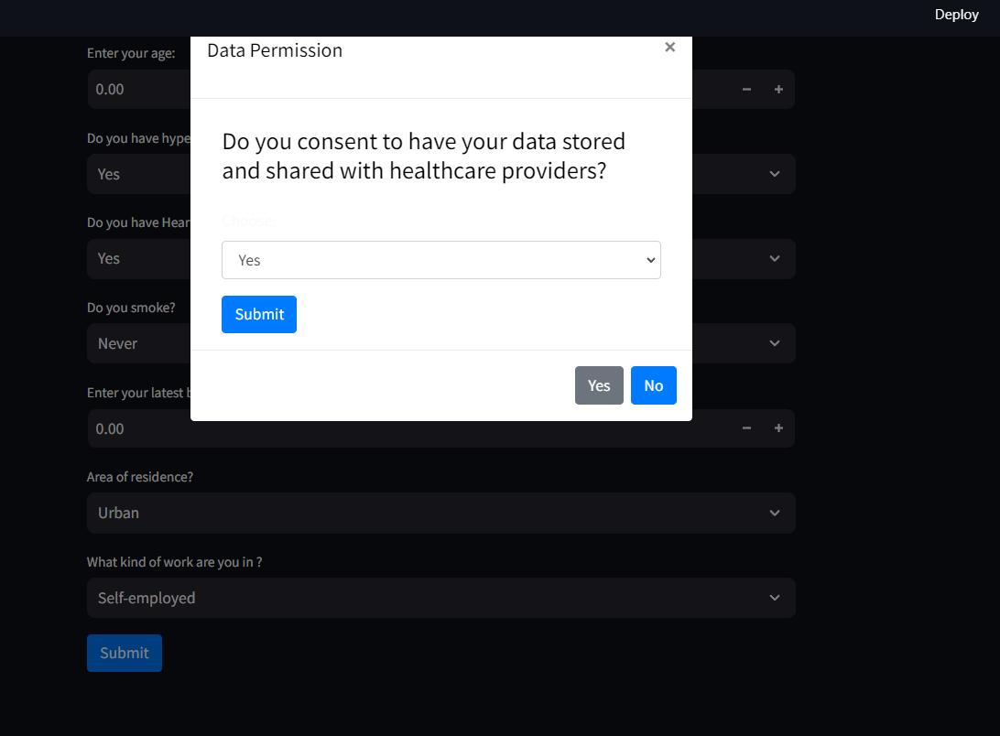 Deploy
Enter your age:
0.00
Do you have hype
Yes
Do you have Hear
Yes
Do you smoke?
Never
Enter your latest b
0.00
Area of residence?
Urban
What kind of work are you in ?
Self-employed
Submit
Data Permission
×
Do you consent to have your data stored
and shared with healthcare providers?
Choose:
Yes
Submit
Yes
No